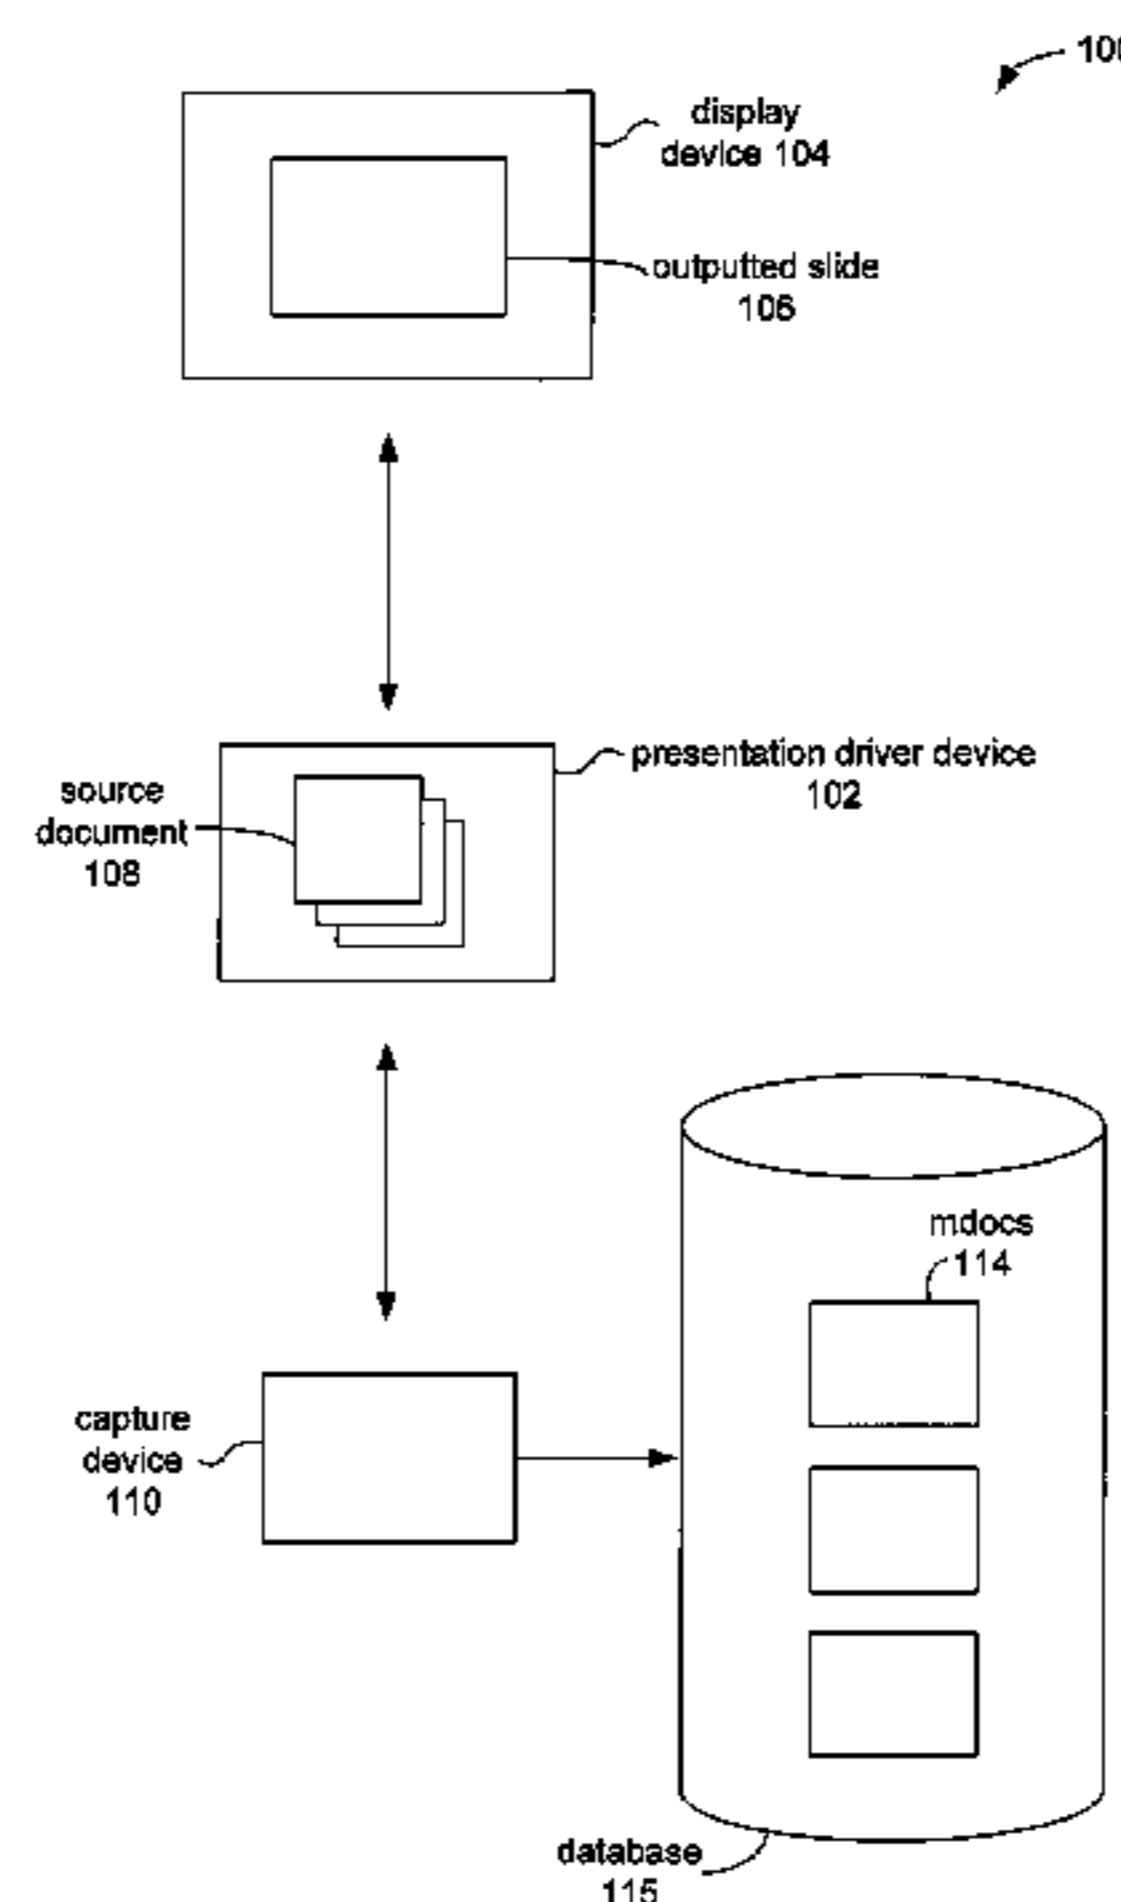 100
display
device 104
outputted slide
106
presentation driver device
102
source
document
108
mdocs
114
capture
device
110
database
115